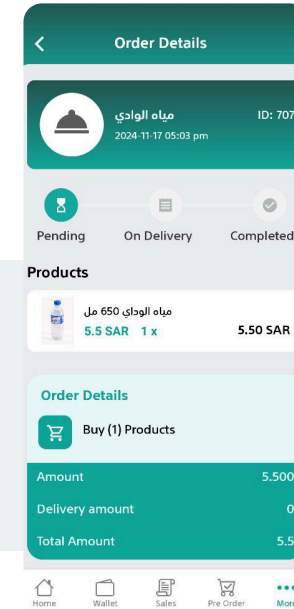 Order Details
مياه الوادي
ID: 707
2024-11-17 05:03 pm
Pending
On Delivery
Completed
Products
مياه الوداي 650 مل
5.5 SAR 1 x
5.50 SAR
Order Details
Buy (1) Products
Amount
5.500
Delivery amount
0
Total Amount
5.5
Home
Wallet
Sales
Pre Order
More